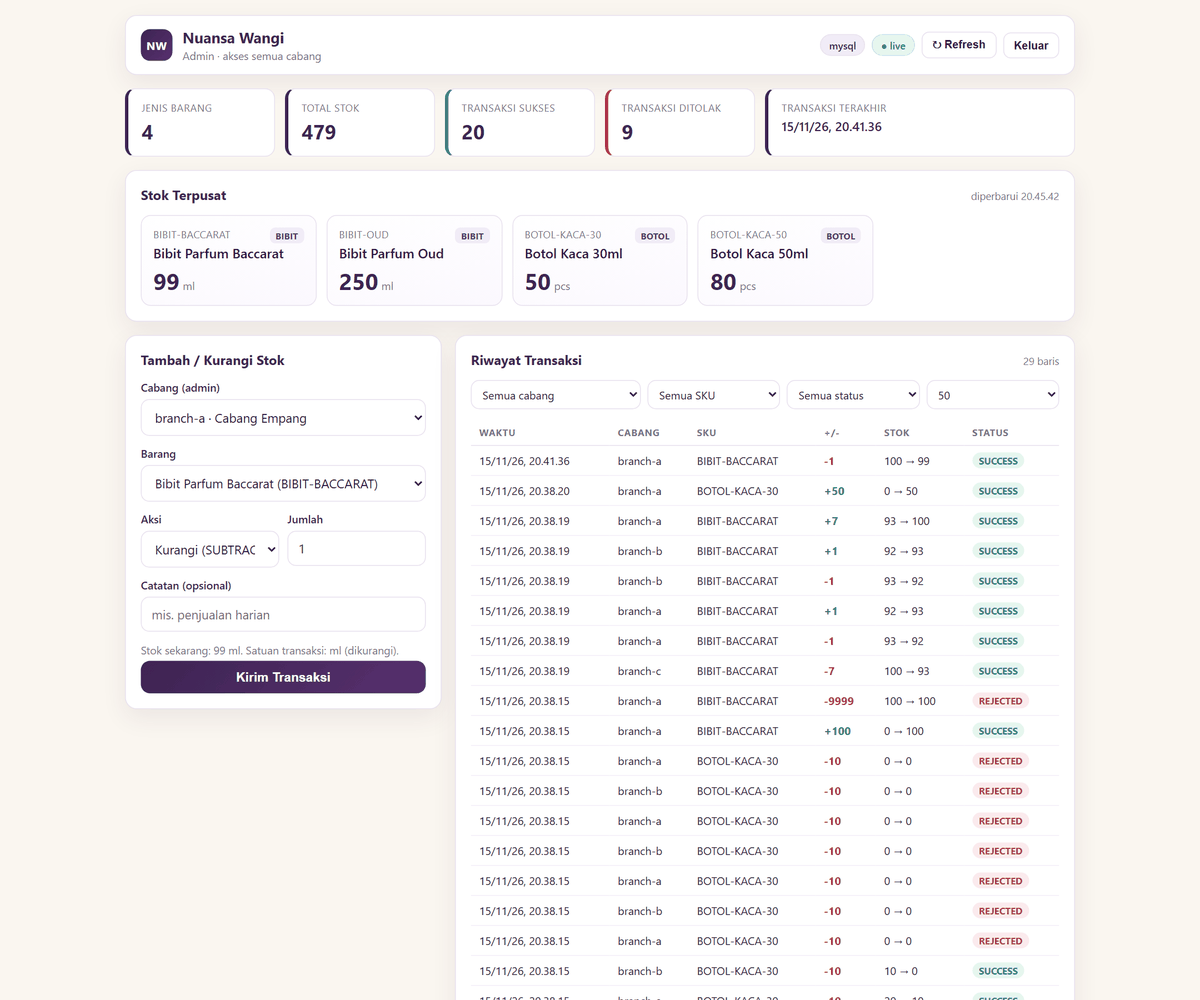 NW
Nuansa Wangi
Admin · akses semua cabang
mysql
● live
↻ Refresh
Keluar
JENIS BARANG
4
TOTAL STOK
479
TRANSAKSI SUKSES
20
TRANSAKSI DITOLAK
9
TRANSAKSI TERAKHIR
15/11/26, 20.41.36
Stok Terpusat
diperbarui 20.45.42
BIBIT-BACCARAT BIBIT
Bibit Parfum Baccarat
99 ml
BIBIT-OUD BIBIT
Bibit Parfum Oud
250 ml
BOTOL-KACA-30 BOTOL
Botol Kaca 30ml
50 pcs
BOTOL-KACA-50 BOTOL
Botol Kaca 50ml
80 pcs
Tambah / Kurangi Stok
Cabang (admin)
branch-a · Cabang Empang
Barang
Bibit Parfum Baccarat (BIBIT-BACCARAT)
Aksi Jumlah
Kurangi (SUBTRAC 1
Catatan (opsional)
mis. penjualan harian
Stok sekarang: 99 ml. Satuan transaksi: ml (dikurangi).
Kirim Transaksi
Riwayat Transaksi
29 baris
Semua cabang Semua SKU Semua status 50
WAKTU CABANG SKU +/- STOK STATUS
15/11/26, 20.41.36 branch-a BIBIT-BACCARAT -1 100 → 99 SUCCESS
15/11/26, 20.38.20 branch-a BOTOL-KACA-30 +50 0 → 50 SUCCESS
15/11/26, 20.38.19 branch-a BIBIT-BACCARAT +7 93 → 100 SUCCESS
15/11/26, 20.38.19 branch-b BIBIT-BACCARAT +1 92 → 93 SUCCESS
15/11/26, 20.38.19 branch-b BIBIT-BACCARAT -1 93 → 92 SUCCESS
15/11/26, 20.38.19 branch-a BIBIT-BACCARAT +1 92 → 93 SUCCESS
15/11/26, 20.38.19 branch-a BIBIT-BACCARAT -1 93 → 92 SUCCESS
15/11/26, 20.38.19 branch-c BIBIT-BACCARAT -7 100 → 93 SUCCESS
15/11/26, 20.38.15 branch-a BIBIT-BACCARAT -9999 100 → 100 REJECTED
15/11/26, 20.38.15 branch-a BIBIT-BACCARAT +100 0 → 100 SUCCESS
15/11/26, 20.38.15 branch-a BOTOL-KACA-30 -10 0 → 0 REJECTED
15/11/26, 20.38.15 branch-b BOTOL-KACA-30 -10 0 → 0 REJECTED
15/11/26, 20.38.15 branch-a BOTOL-KACA-30 -10 0 → 0 REJECTED
15/11/26, 20.38.15 branch-b BOTOL-KACA-30 -10 0 → 0 REJECTED
15/11/26, 20.38.15 branch-a BOTOL-KACA-30 -10 0 → 0 REJECTED
15/11/26, 20.38.15 branch-b BOTOL-KACA-30 -10 0 → 0 REJECTED
15/11/26, 20.38.15 branch-a BOTOL-KACA-30 -10 0 → 0 REJECTED
15/11/26, 20.38.15 branch-b BOTOL-KACA-30 -10 10 → 0 SUCCESS